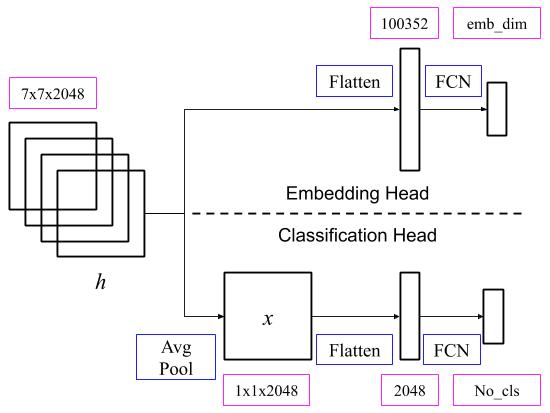 100352
emb_dim
7x7x2048
Flatten
FCN
Embedding Head
Classification Head
h
x
Avg
Pool
Flatten
FCN
1x1x2048
2048
No_cls